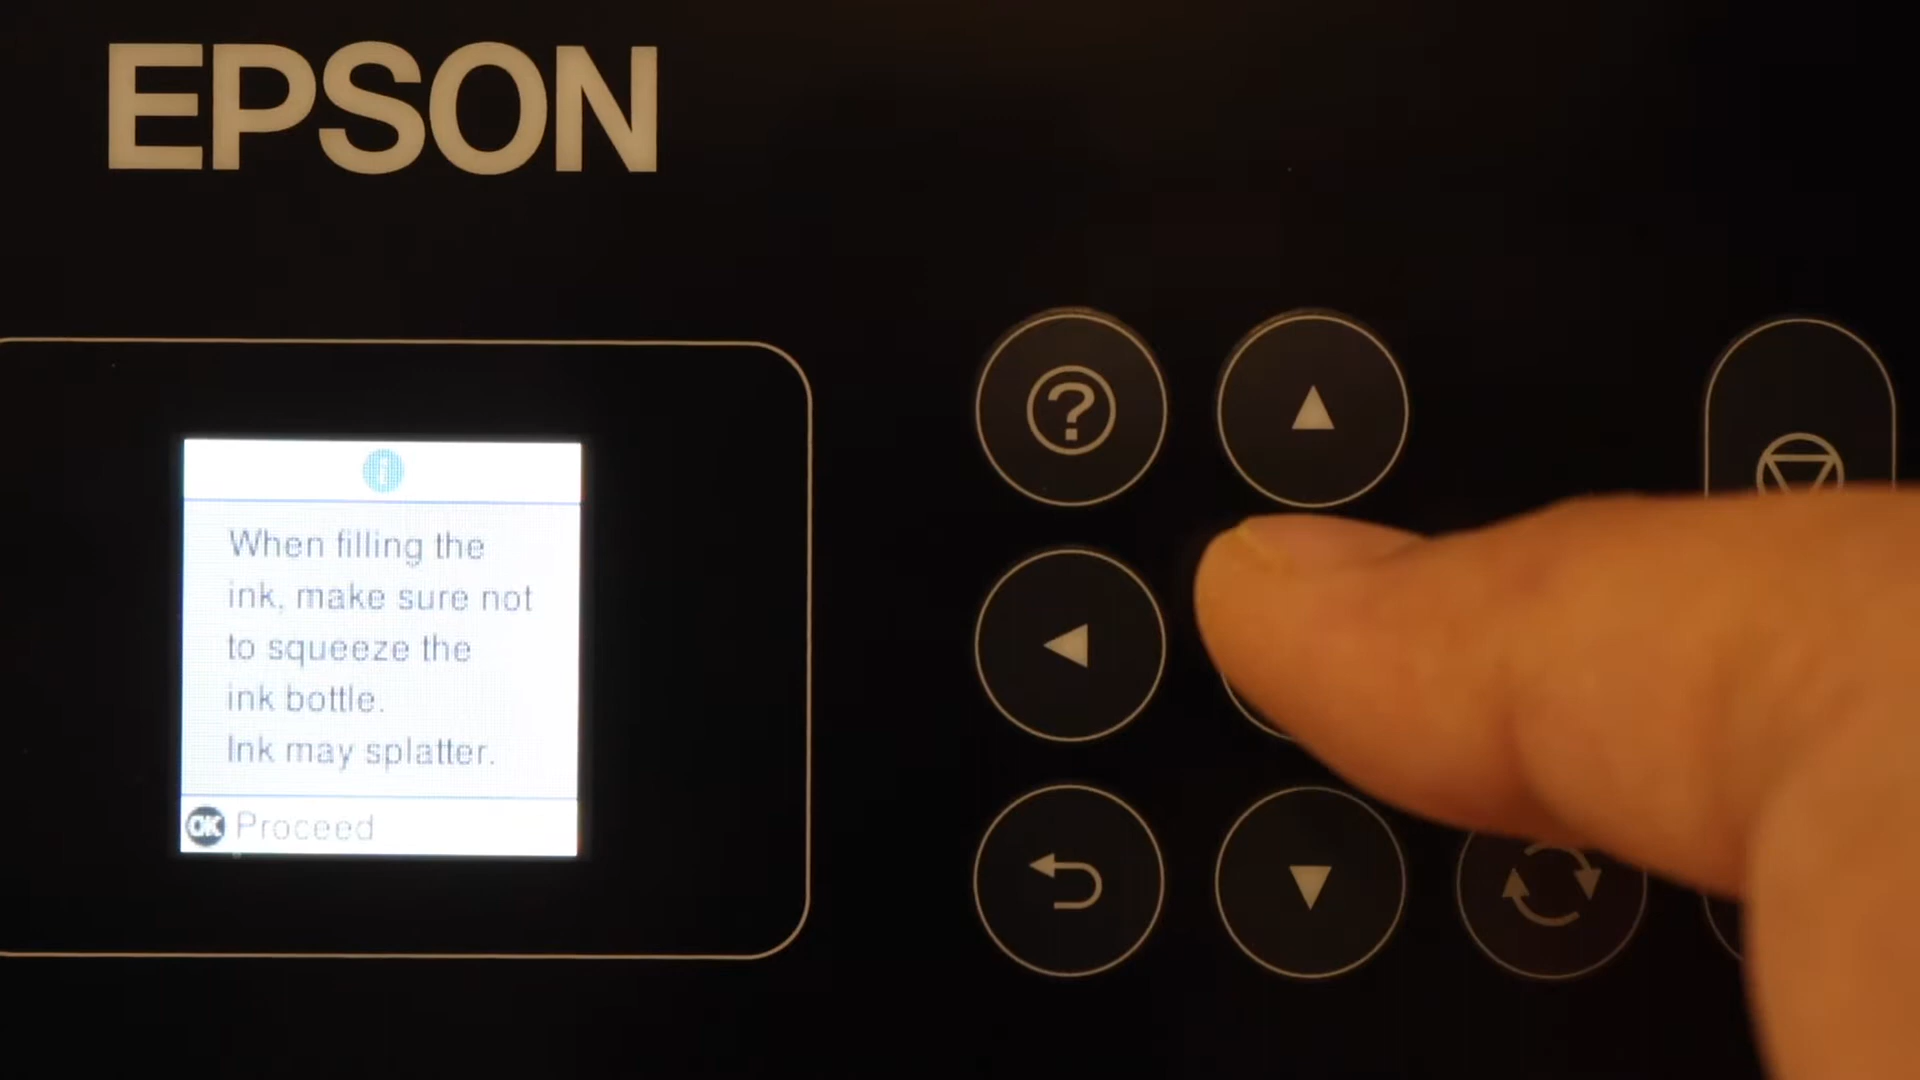 EPSON
When filling the
ink, make sure not
to squeeze the
ink bottle.
Ink may splatter.
OK Proceed
?